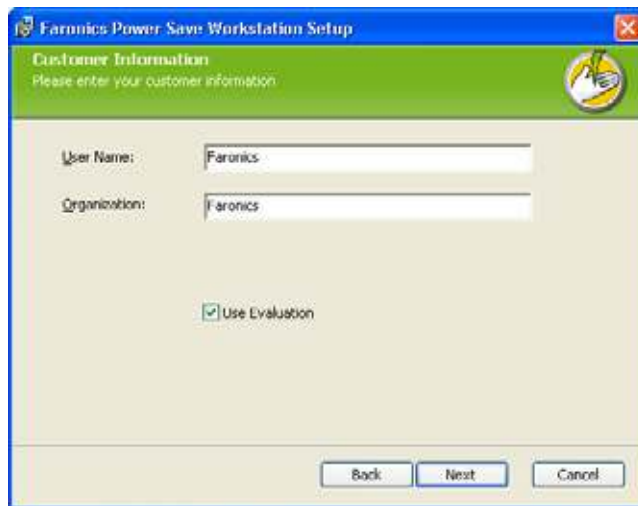 Faronics Power Save Workstation Setup
Customer Information
Please enter your customer information
User Name: Faronics
Organization: Faronics
Use Evaluation
Back Next Cancel